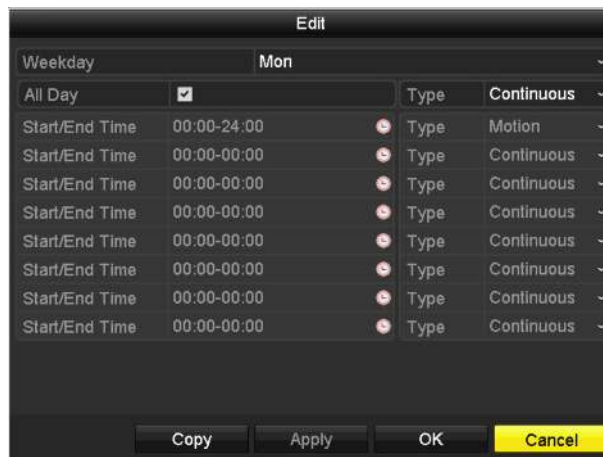 Edit
Weekday Mon
All Day Type Continuous
Start/End Time 00:00-24:00 Type Motion
Start/End Time 00:00-00:00 Type Continuous
Start/End Time 00:00-00:00 Type Continuous
Start/End Time 00:00-00:00 Type Continuous
Start/End Time 00:00-00:00 Type Continuous
Start/End Time 00:00-00:00 Type Continuous
Start/End Time 00:00-00:00 Type Continuous
Start/End Time 00:00-00:00 Type Continuous
Copy Apply OK Cancel